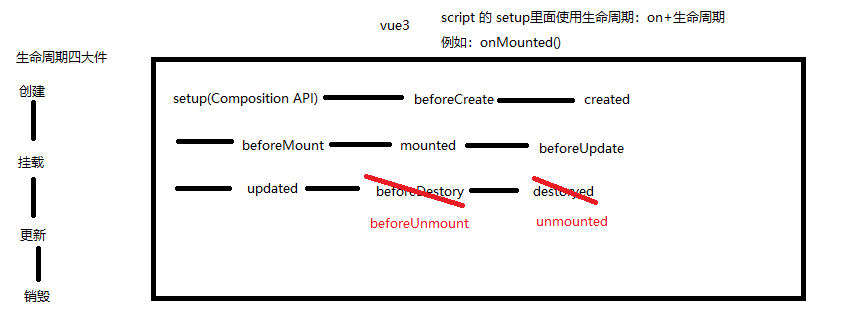 vue3
script 的 setup里面使用生命周期：on+生命周期
例如：onMounted()
生命周期四大件
创建
挂载
更新
销毁
setup(Composition API) beforeCreate created
beforeMount mounted beforeUpdate
updated beforeDestory destoryed
beforeUnmount unmounted